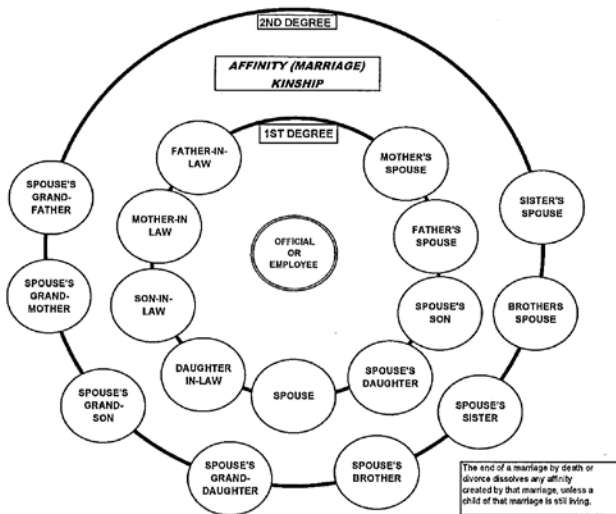 2ND DEGREE
AFFINITY (MARRIAGE)
KINSHIP
1ST DEGREE
FATHER-IN-
LAW
MOTHER'S
SPOUSE
SPOUSE'S
GRAND-
FATHER
MOTHER-IN
LAW
OFFICIAL
OR
EMPLOYEE
FATHER'S
SPOUSE
SISTER'S
SPOUSE
SPOUSE'S
GRAND-
MOTHER
SON-IN-
LAW
SPOUSE'S
SON
BROTHERS
SPOUSE
DAUGHTER
IN-LAW
SPOUSE
SPOUSE'S
DAUGHTER
SPOUSE'S
GRAND-
SON
SPOUSE'S
SISTER
SPOUSE'S
GRAND-
DAUGHTER
SPOUSE'S
BROTHER
The end of a marriage by death or
divorce dissolves any affinity
created by that marriage, unless a
child of that marriage is still living.